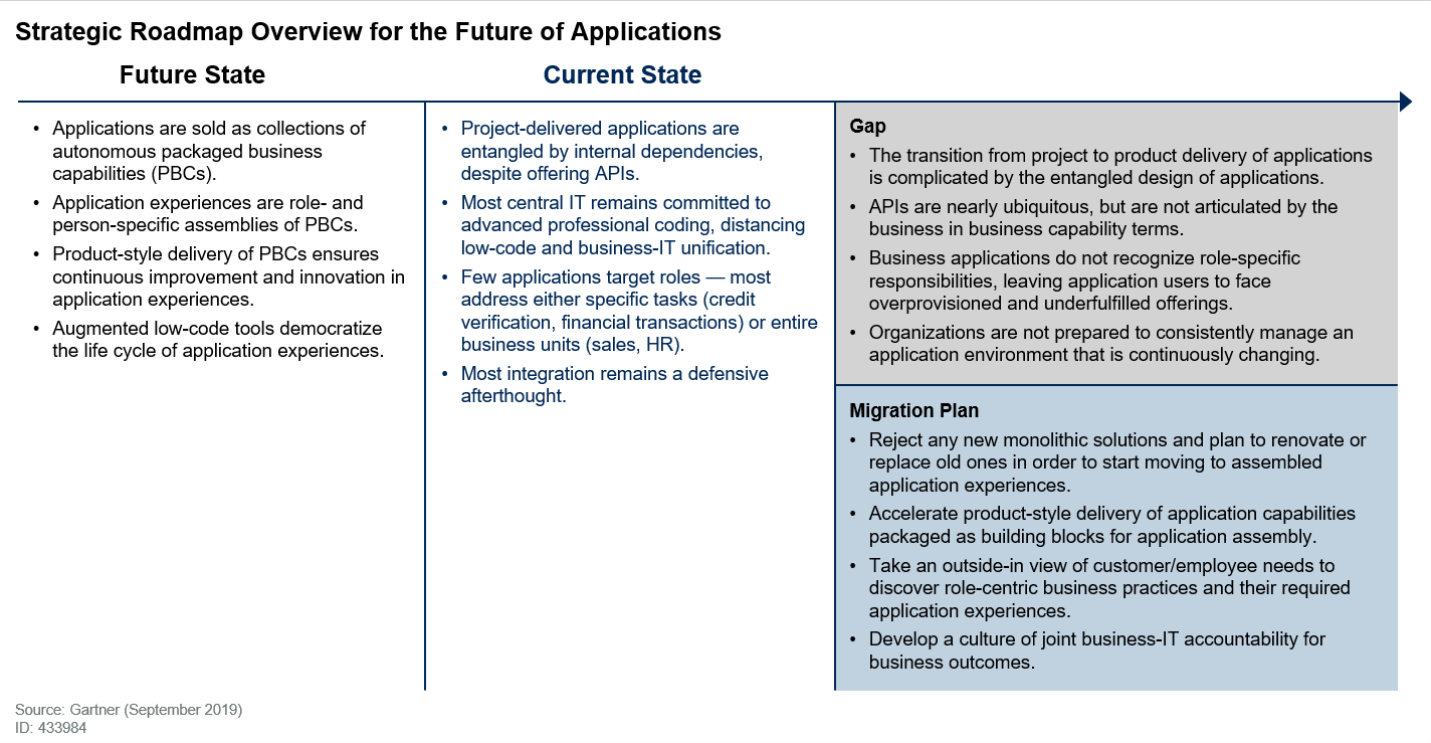 Strategic Roadmap Overview for the Future of Applications
Future State
• Applications are sold as collections of
autonomous packaged business
capabilities (PBCs).
• Application experiences are role- and
person-specific assemblies of PBCs.
• Product-style delivery of PBCs ensures
continuous improvement and innovation in
application experiences.
• Augmented low-code tools democratize
the life cycle of application experiences.
Current State
• Project-delivered applications are
entangled by internal dependencies,
despite offering APIs.
• Most central IT remains committed to
advanced professional coding, distancing
low-code and business-IT unification.
• Few applications target roles — most
address either specific tasks (credit
verification, financial transactions) or entire
business units (sales, HR).
• Most integration remains a defensive
afterthought.
Gap
• The transition from project to product delivery of applications
is complicated by the entangled design of applications.
• APIs are nearly ubiquitous, but are not articulated by the
business in business capability terms.
• Business applications do not recognize role-specific
responsibilities, leaving application users to face
overprovisioned and underfulfilled offerings.
• Organizations are not prepared to consistently manage an
application environment that is continuously changing.
Migration Plan
• Reject any new monolithic solutions and plan to renovate or
replace old ones in order to start moving to assembled
application experiences.
• Accelerate product-style delivery of application capabilities
packaged as building blocks for application assembly.
• Take an outside-in view of customer/employee needs to
discover role-centric business practices and their required
application experiences.
• Develop a culture of joint business-IT accountability for
business outcomes.
Source: Gartner (September 2019)
ID: 433984